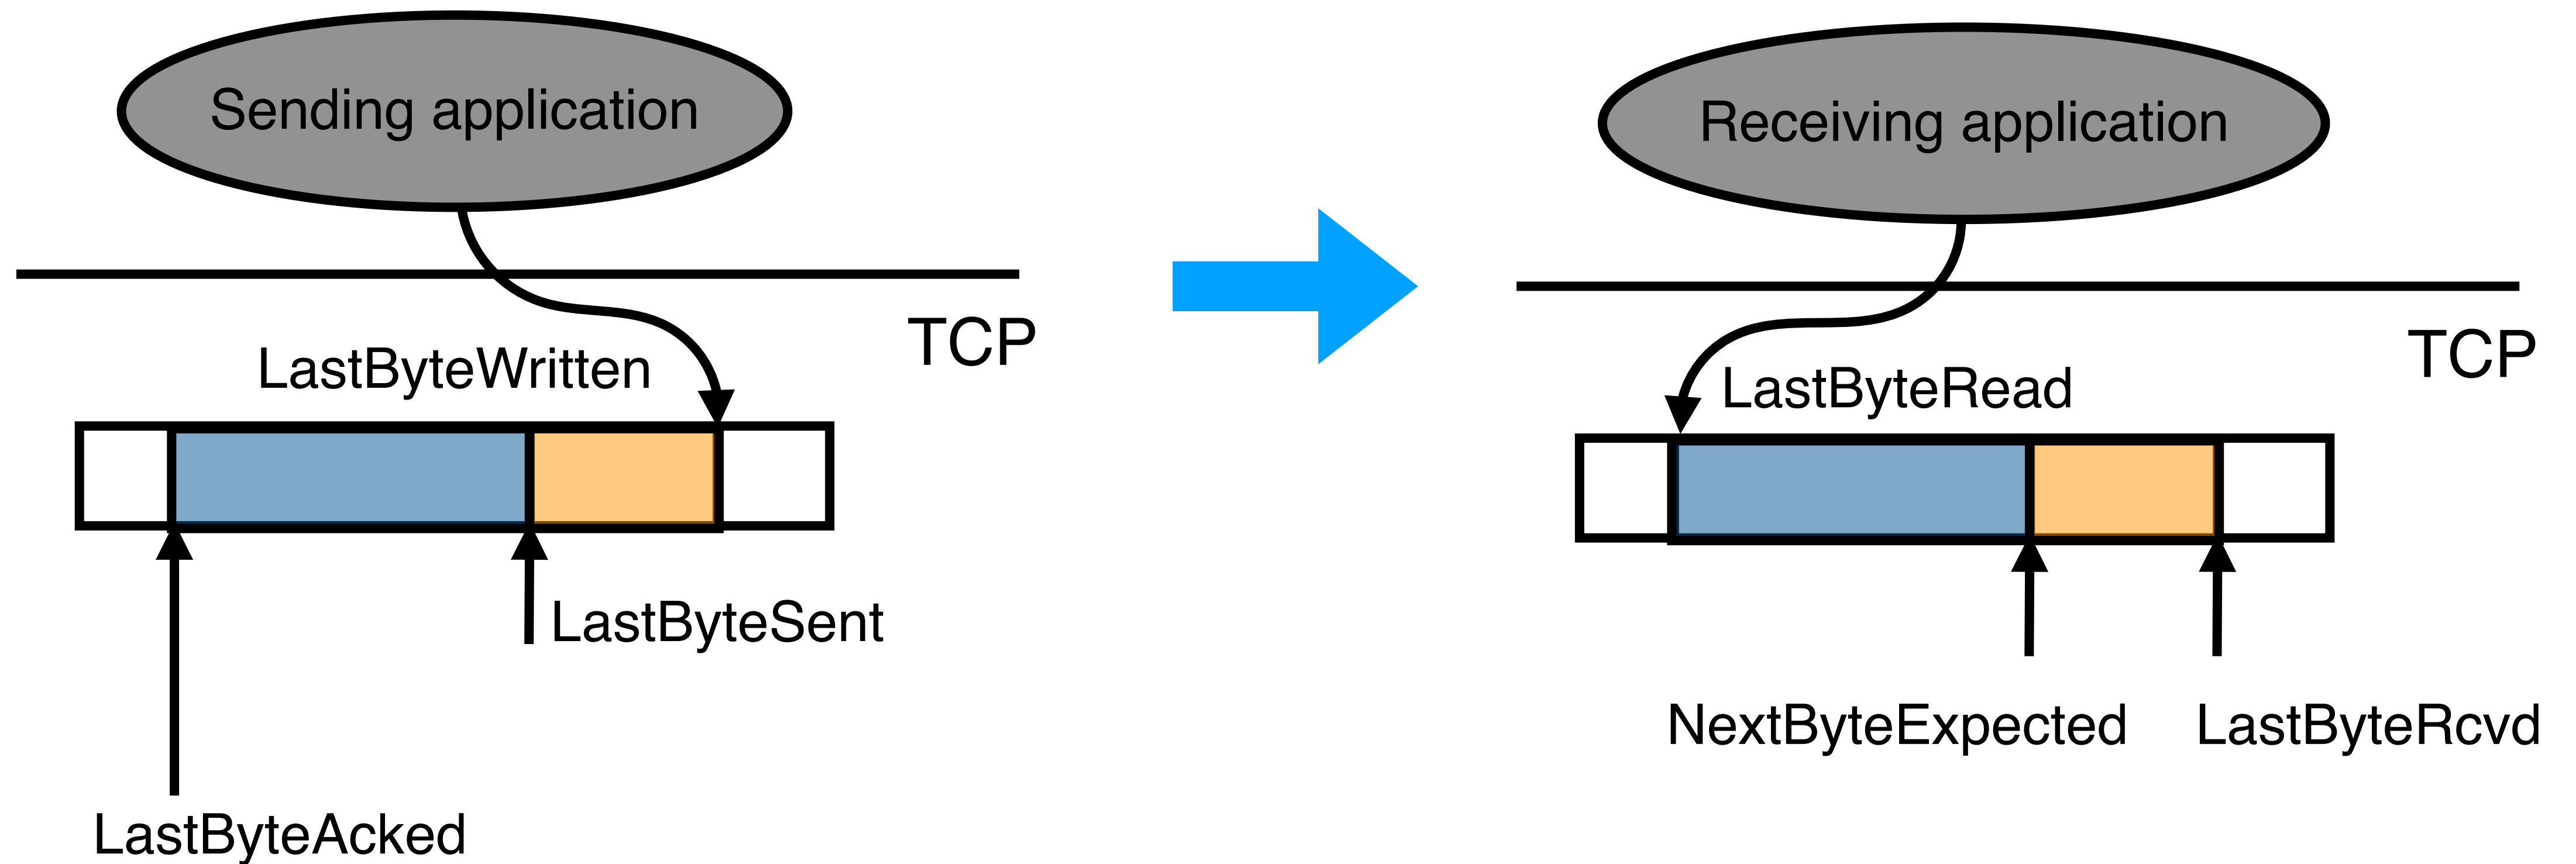 Sending application
TCP
LastByteWritten
LastByteSent
LastByteAcked
Receiving application
TCP
LastByteRead
NextByteExpected
LastByteRcvd